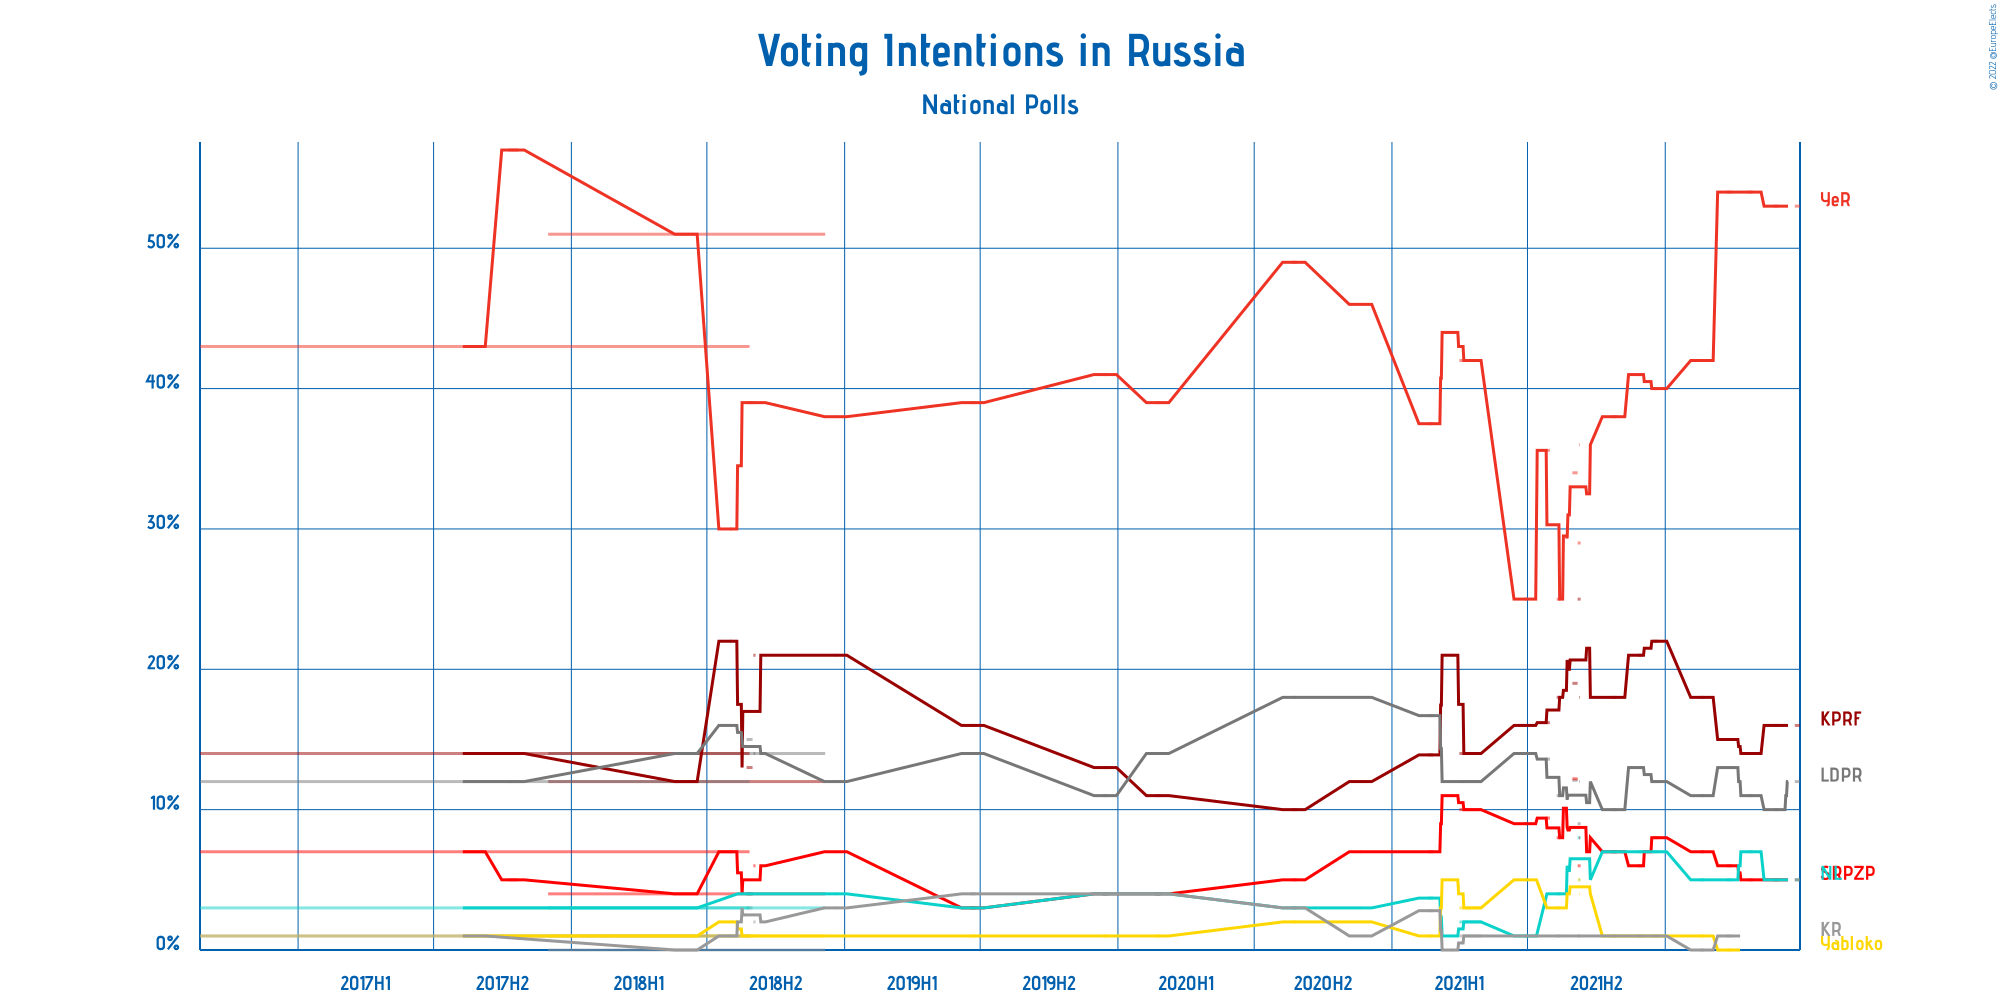 Voting Intentions in Russia
National Polls
© 2022 @EuropeElects
50%
40%
30%
20%
10%
0%
YeR
KPRF
LDPR
SRPZP
KR
Yabloko
2017H1
2017H2
2018H1
2018H2
2019H1
2019H2
2020H1
2020H2
2021H1
2021H2